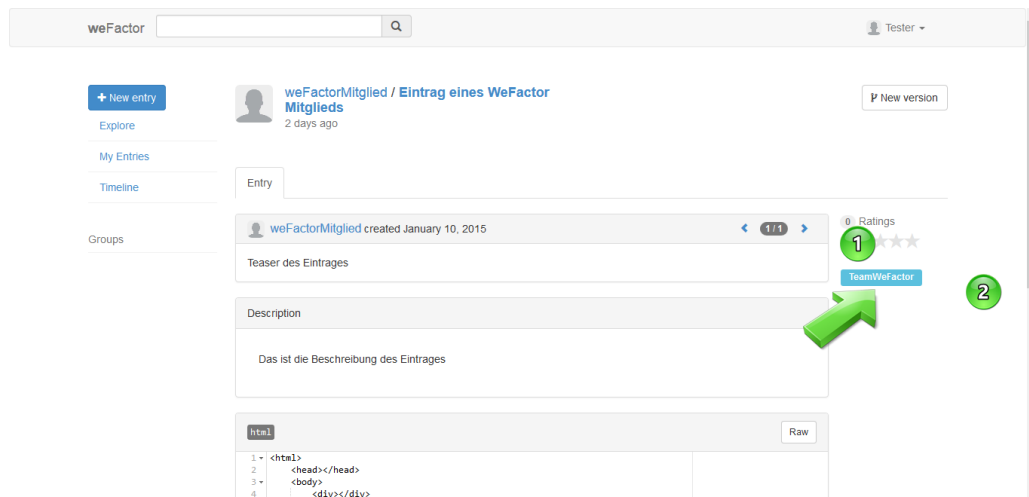 weFactor
Tester
+ New entry
Explore
My Entries
Timeline
Groups
weFactorMitglied / Eintrag eines WeFactor
Mitglieds
2 days ago
New version
Entry
weFactorMitglied created January 10, 2015
1 / 1
Teaser des Eintrages
0 Ratings
1
TeamWeFactor
2
Description
Das ist die Beschreibung des Eintrages
html
Raw
1 <html>
2 <head></head>
3 <body>
4 <div></div>